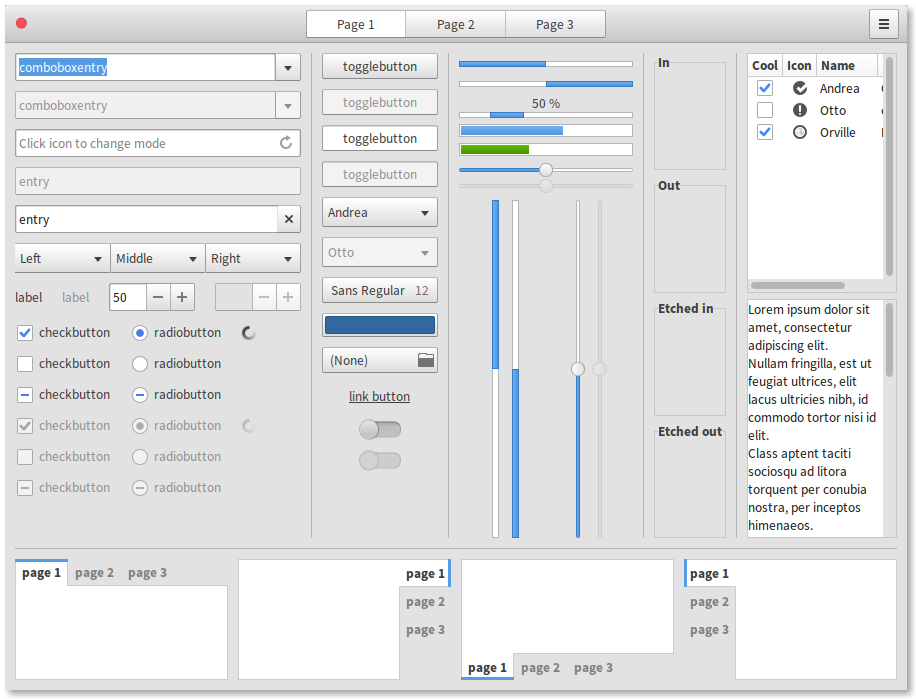 Page 1
Page 2
Page 3
comboboxentry
comboboxentry
Click icon to change mode
entry
entry
Left
Middle
Right
label
label
50
checkbutton
radiobutton
checkbutton
radiobutton
checkbutton
radiobutton
checkbutton
radiobutton
checkbutton
radiobutton
checkbutton
radiobutton
togglebutton
togglebutton
togglebutton
togglebutton
Andrea
Otto
Sans Regular 12
(None)
link button
50 %
In
Out
Etched in
Etched out
Cool Icon Name
Andrea
Otto
Orville
Lorem ipsum dolor sit
amet, consectetur
adipiscing elit.
Nullam fringilla, est ut
feugiat ultrices, elit
lacus ultricies nibh, id
commodo tortor nisi id
elit.
Class aptent taciti
sociosqu ad litora
torquent per conubia
nostra, per inceptos
himenaeos.
page 1 page 2 page 3
page 1
page 2
page 3
page 1 page 2 page 3
page 1
page 2
page 3